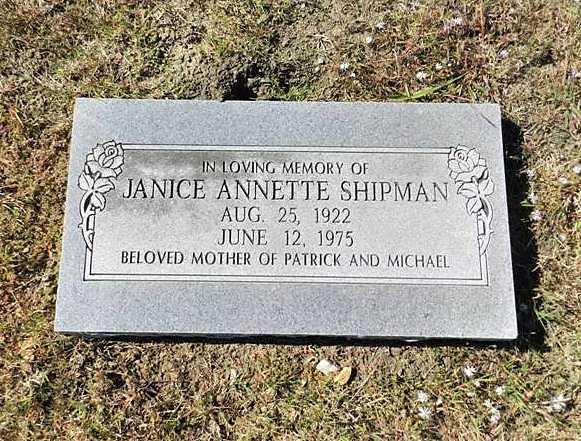 IN LOVING MEMORY OF
JANICE ANNETTE SHIPMAN
AUG. 25, 1922
JUNE 12, 1975
BELOVED MOTHER OF PATRICK AND MICHAEL